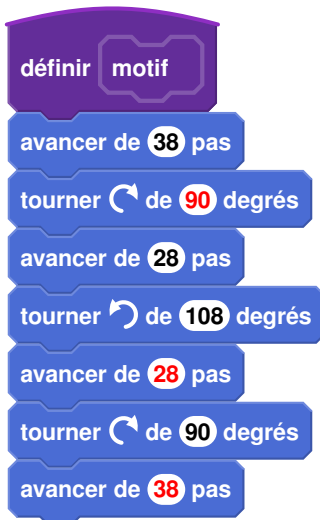 définir motif
avancer de 38 pas
tourner de 90 degrés
avancer de 28 pas
tourner de 108 degrés
avancer de 28 pas
tourner de 90 degrés
avancer de 38 pas